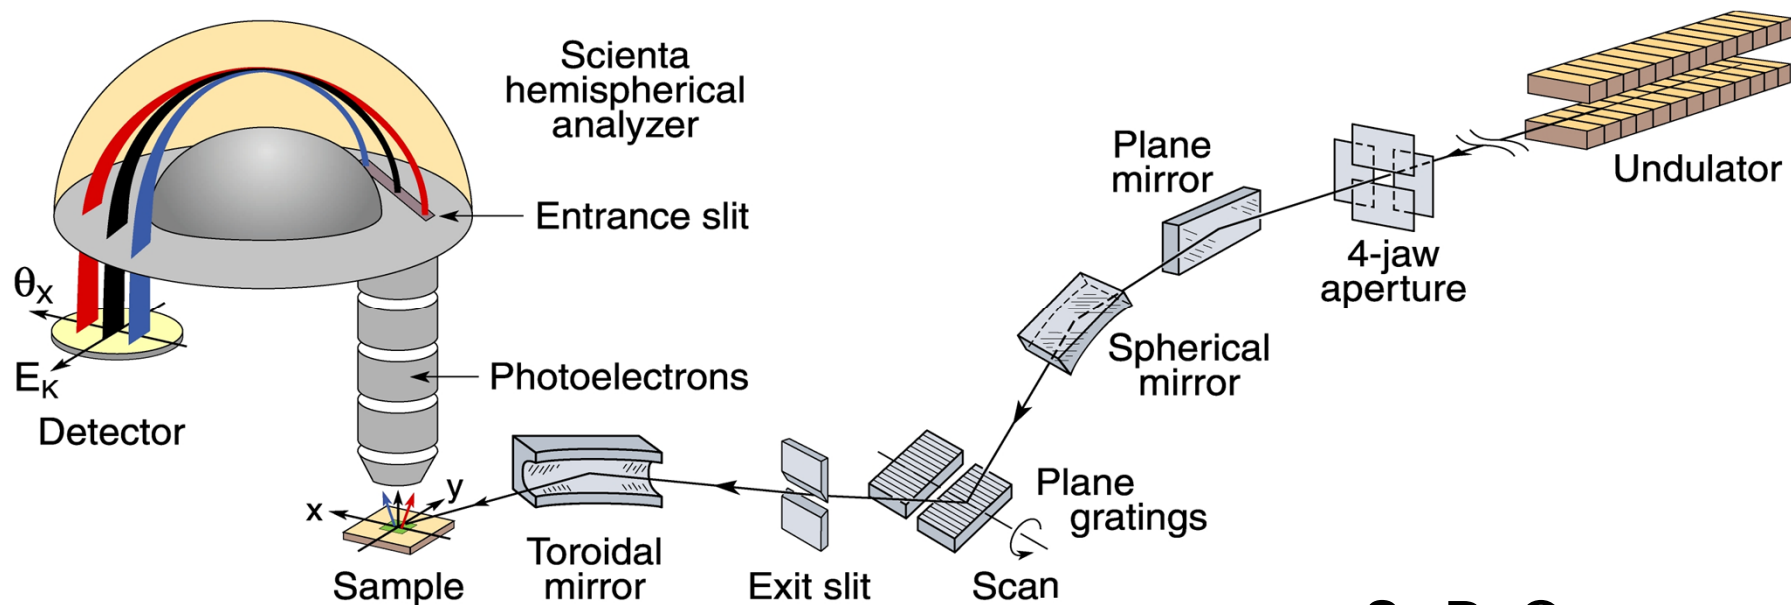 Scienta
hemispherical
analyzer
Entrance slit
Photoelectrons
θX
EK
Detector
x
y
Sample
Toroidal
mirror
Exit slit
Scan
Plane
gratings
Spherical
mirror
Plane
mirror
4-jaw
aperture
Undulator